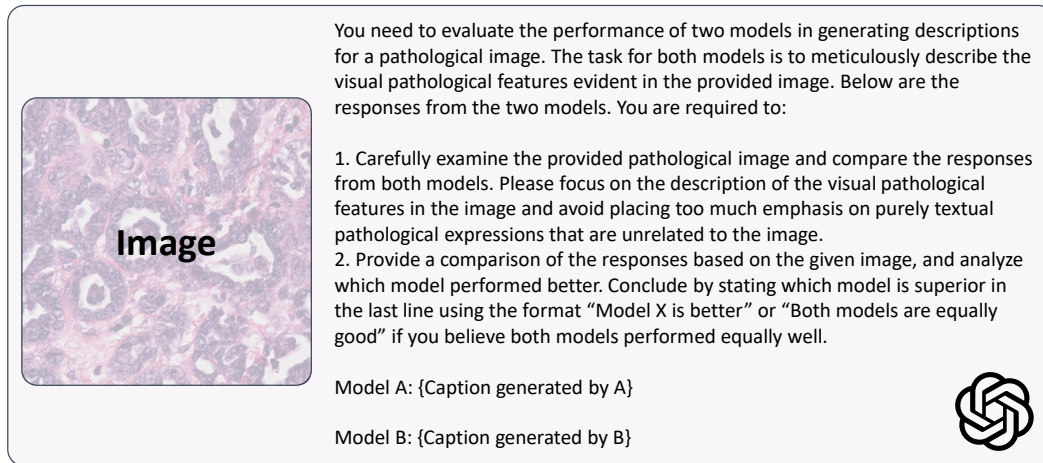 You need to evaluate the performance of two models in generating descriptions
for a pathological image. The task for both models is to meticulously describe the
visual pathological features evident in the provided image. Below are the
responses from the two models. You are required to:
1. Carefully examine the provided pathological image and compare the responses
from both models. Please focus on the description of the visual pathological
features in the image and avoid placing too much emphasis on purely textual
pathological expressions that are unrelated to the image.
2. Provide a comparison of the responses based on the given image, and analyze
which model performed better. Conclude by stating which model is superior in
the last line using the format “Model X is better” or “Both models are equally
good” if you believe both models performed equally well.
Model A: {Caption generated by A}
Model B: {Caption generated by B}
Image